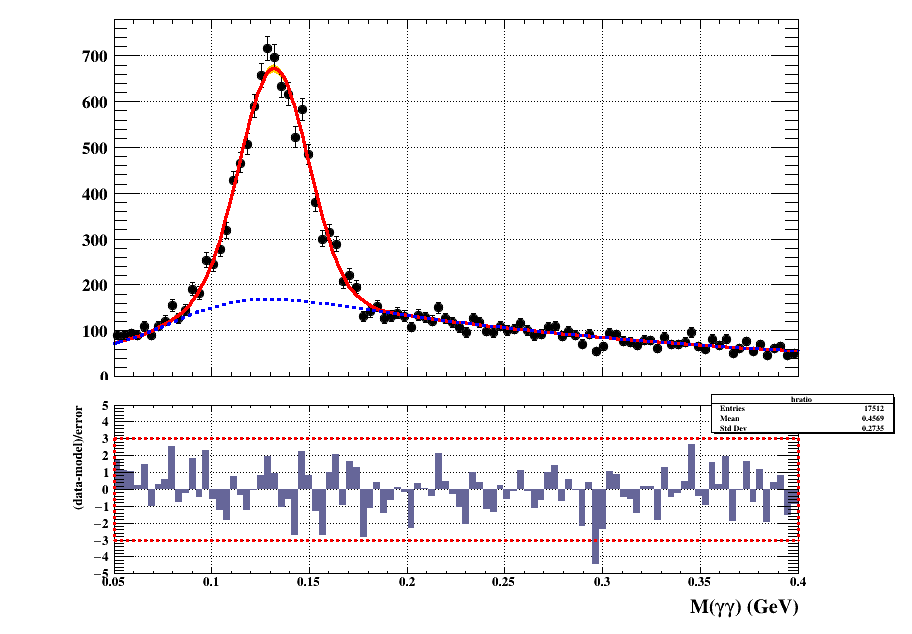 700
600
500
400
300
200
100
0
hratio
Entries 17512
Mean 0.4569
Std Dev 0.2735
(data-model)/error
5
4
3
2
1
0
−1
−2
−3
−4
−5
0.05 0.1 0.15 0.2 0.25 0.3 0.35 0.4
M(γγ) (GeV)